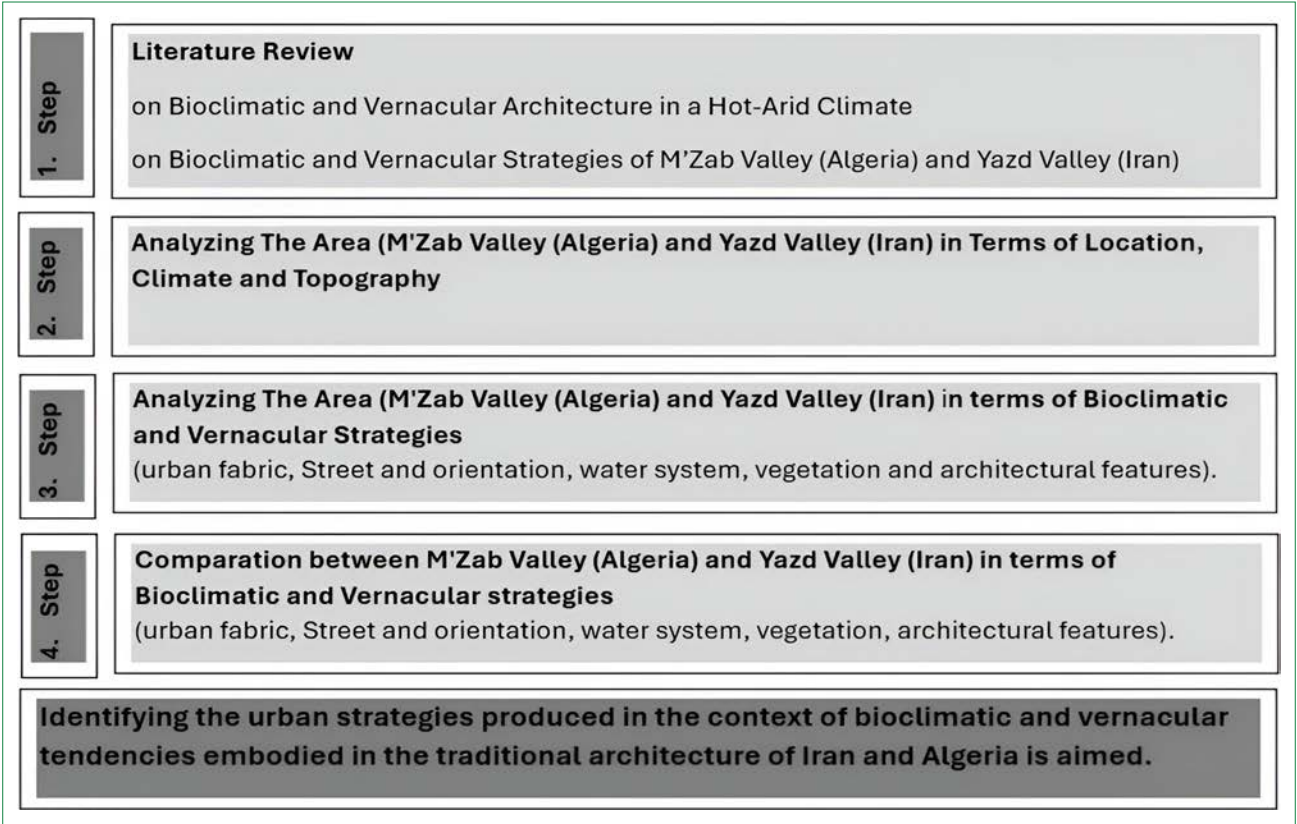 1. Step
Literature Review
on Bioclimatic and Vernacular Architecture in a Hot-Arid Climate
on Bioclimatic and Vernacular Strategies of M’Zab Valley (Algeria) and Yazd Valley (Iran)
2. Step
Analyzing The Area (M'Zab Valley (Algeria) and Yazd Valley (Iran) in Terms of Location,
Climate and Topography
3. Step
Analyzing The Area (M'Zab Valley (Algeria) and Yazd Valley (Iran) in terms of Bioclimatic
and Vernacular Strategies
(urban fabric, Street and orientation, water system, vegetation and architectural features).
4. Step
Comparation between M'Zab Valley (Algeria) and Yazd Valley (Iran) in terms of
Bioclimatic and Vernacular strategies
(urban fabric, Street and orientation, water system, vegetation, architectural features).
Identifying the urban strategies produced in the context of bioclimatic and vernacular
tendencies embodied in the traditional architecture of Iran and Algeria is aimed.